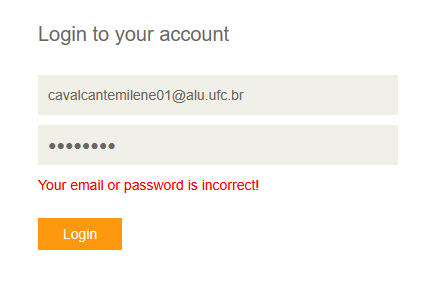 Login to your account
cavalcantemilene01@alu.ufc.br
●●●●●●●●
Your email or password is incorrect!
Login